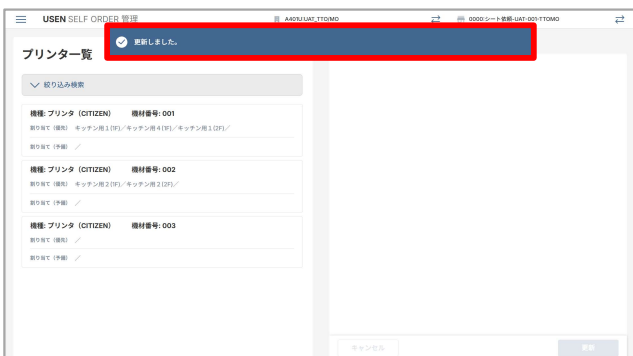 USEN SELF ORDER 管理
A401U:UAT_TTO/MO
0000:シート依頼-UAT-001-TTOMO
更新しました。
プリンター覧
絞り込み検索
機種: プリンタ（CITIZEN） 機材番号: 001
割り当て（優先） キッチン用1(1F)／キッチン用4(1F)／キッチン用1(2F)／
割り当て（予備） ／
機種: プリンタ（CITIZEN） 機材番号: 002
割り当て（優先） キッチン用2(1F)／キッチン用2(2F)／
割り当て（予備） ／
機種: プリンタ（CITIZEN） 機材番号: 003
割り当て（優先） ／
割り当て（予備） ／
キャンセル
更新